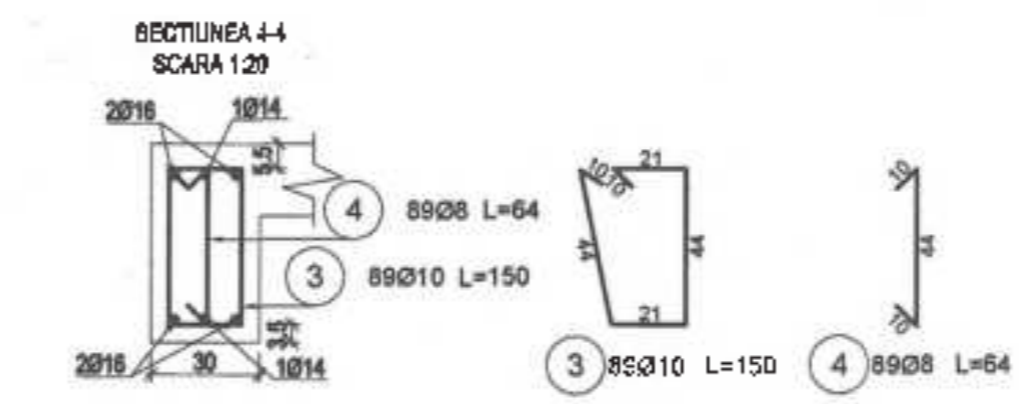 SECTIUNEA 4-4
SCARA 1:20
2Ø16 1Ø14
5.5
4 89Ø8 L=64
3 89Ø10 L=150
3.5
2Ø16 30 1Ø14
10 10 21
44 44
21
3 89Ø10 L=150
10
44
10
4 89Ø8 L=64